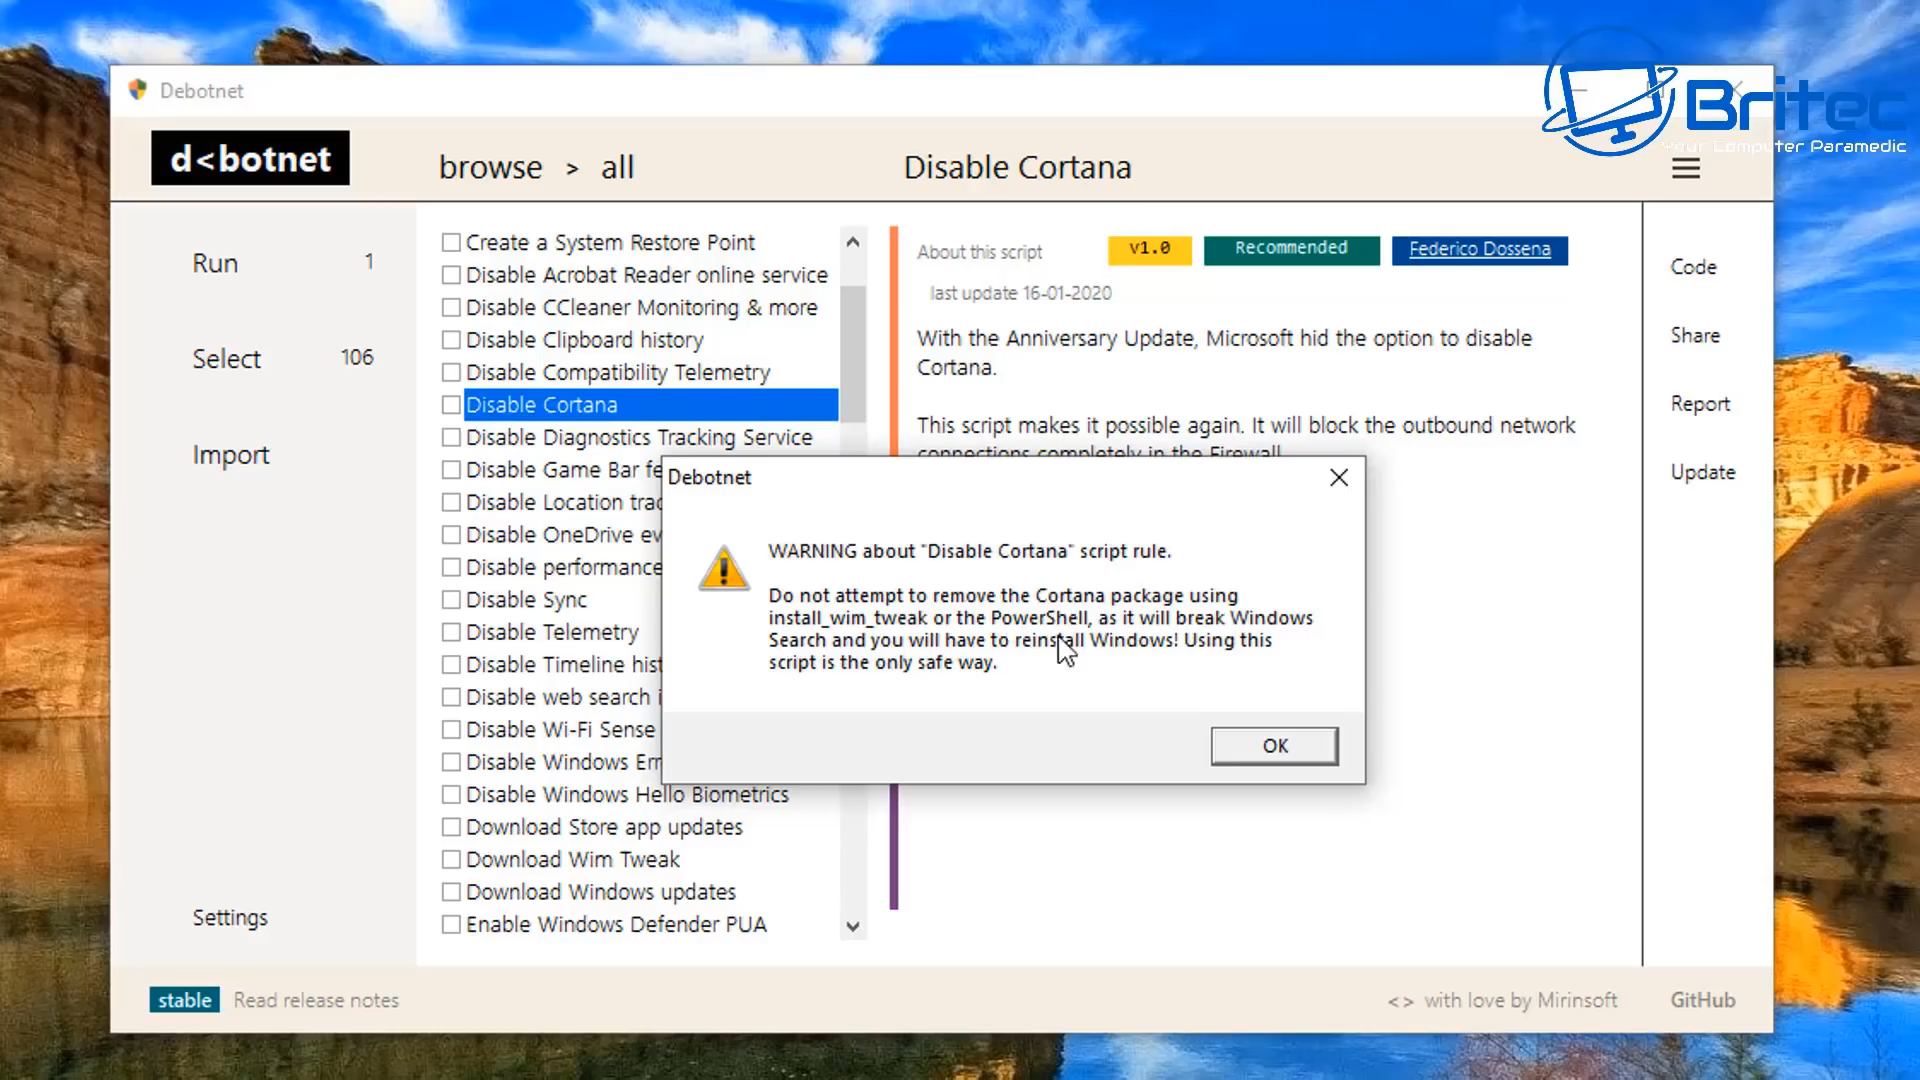 Debotnet
Britec
Your Computer Paramedic
d<botnet
browse > all
Disable Cortana
Run 1
Select 106
Import
Settings
Create a System Restore Point
Disable Acrobat Reader online service
Disable CCleaner Monitoring & more
Disable Clipboard history
Disable Compatibility Telemetry
Disable Cortana
Disable Diagnostics Tracking Service
Disable Game Bar fe
Disable Location trac
Disable OneDrive ev
Disable performance
Disable Sync
Disable Telemetry
Disable Timeline hist
Disable web search i
Disable Wi-Fi Sense
Disable Windows Err
Disable Windows Hello Biometrics
Download Store app updates
Download Wim Tweak
Download Windows updates
Enable Windows Defender PUA
About this script v1.0 Recommended Federico Dossena
last update 16-01-2020
With the Anniversary Update, Microsoft hid the option to disable
Cortana.
This script makes it possible again. It will block the outbound network
connections completely in the Firewall
Code
Share
Report
Update
Debotnet
WARNING about "Disable Cortana" script rule.
Do not attempt to remove the Cortana package using
install_wim_tweak or the PowerShell, as it will break Windows
Search and you will have to reinstall Windows! Using this
script is the only safe way.
OK
stable Read release notes
<> with love by Mirinsoft GitHub